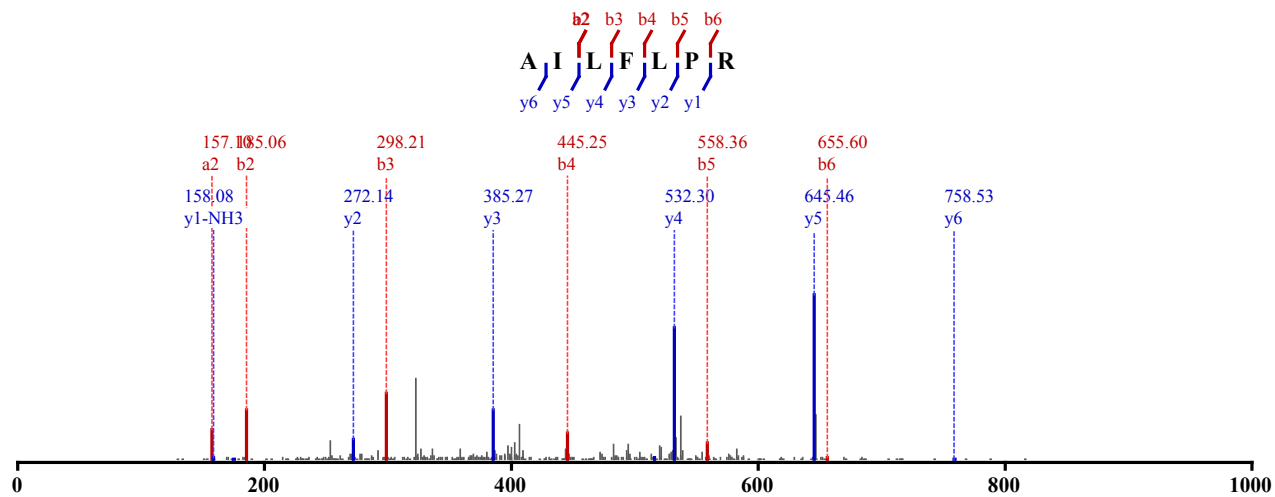 a2 b2 b3 b4 b5 b6
A I L F L P R
y6 y5 y4 y3 y2 y1
157.10 185.06 298.21 445.25 558.36 655.60
a2 b2 b3 b4 b5 b6
158.08 272.14 385.27 532.30 645.46 758.53
y1-NH3 y2 y3 y4 y5 y6
0 200 400 600 800 1000